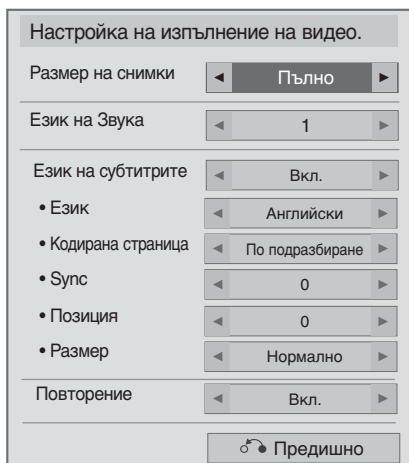 Настройка на изпълнение на видео.
Размер на снимки ◄ Пълно ►
Език на Звука ◄ 1 ►
Език на субтитрите ◄ Вкл. ►
• Език ◄ Английски ►
• Кодирана страница ◄ По подразбиране ►
• Sync ◄ 0 ►
• Позиция ◄ 0 ►
• Размер ◄ Нормално ►
Повторение ◄ Вкл. ►
Предишно